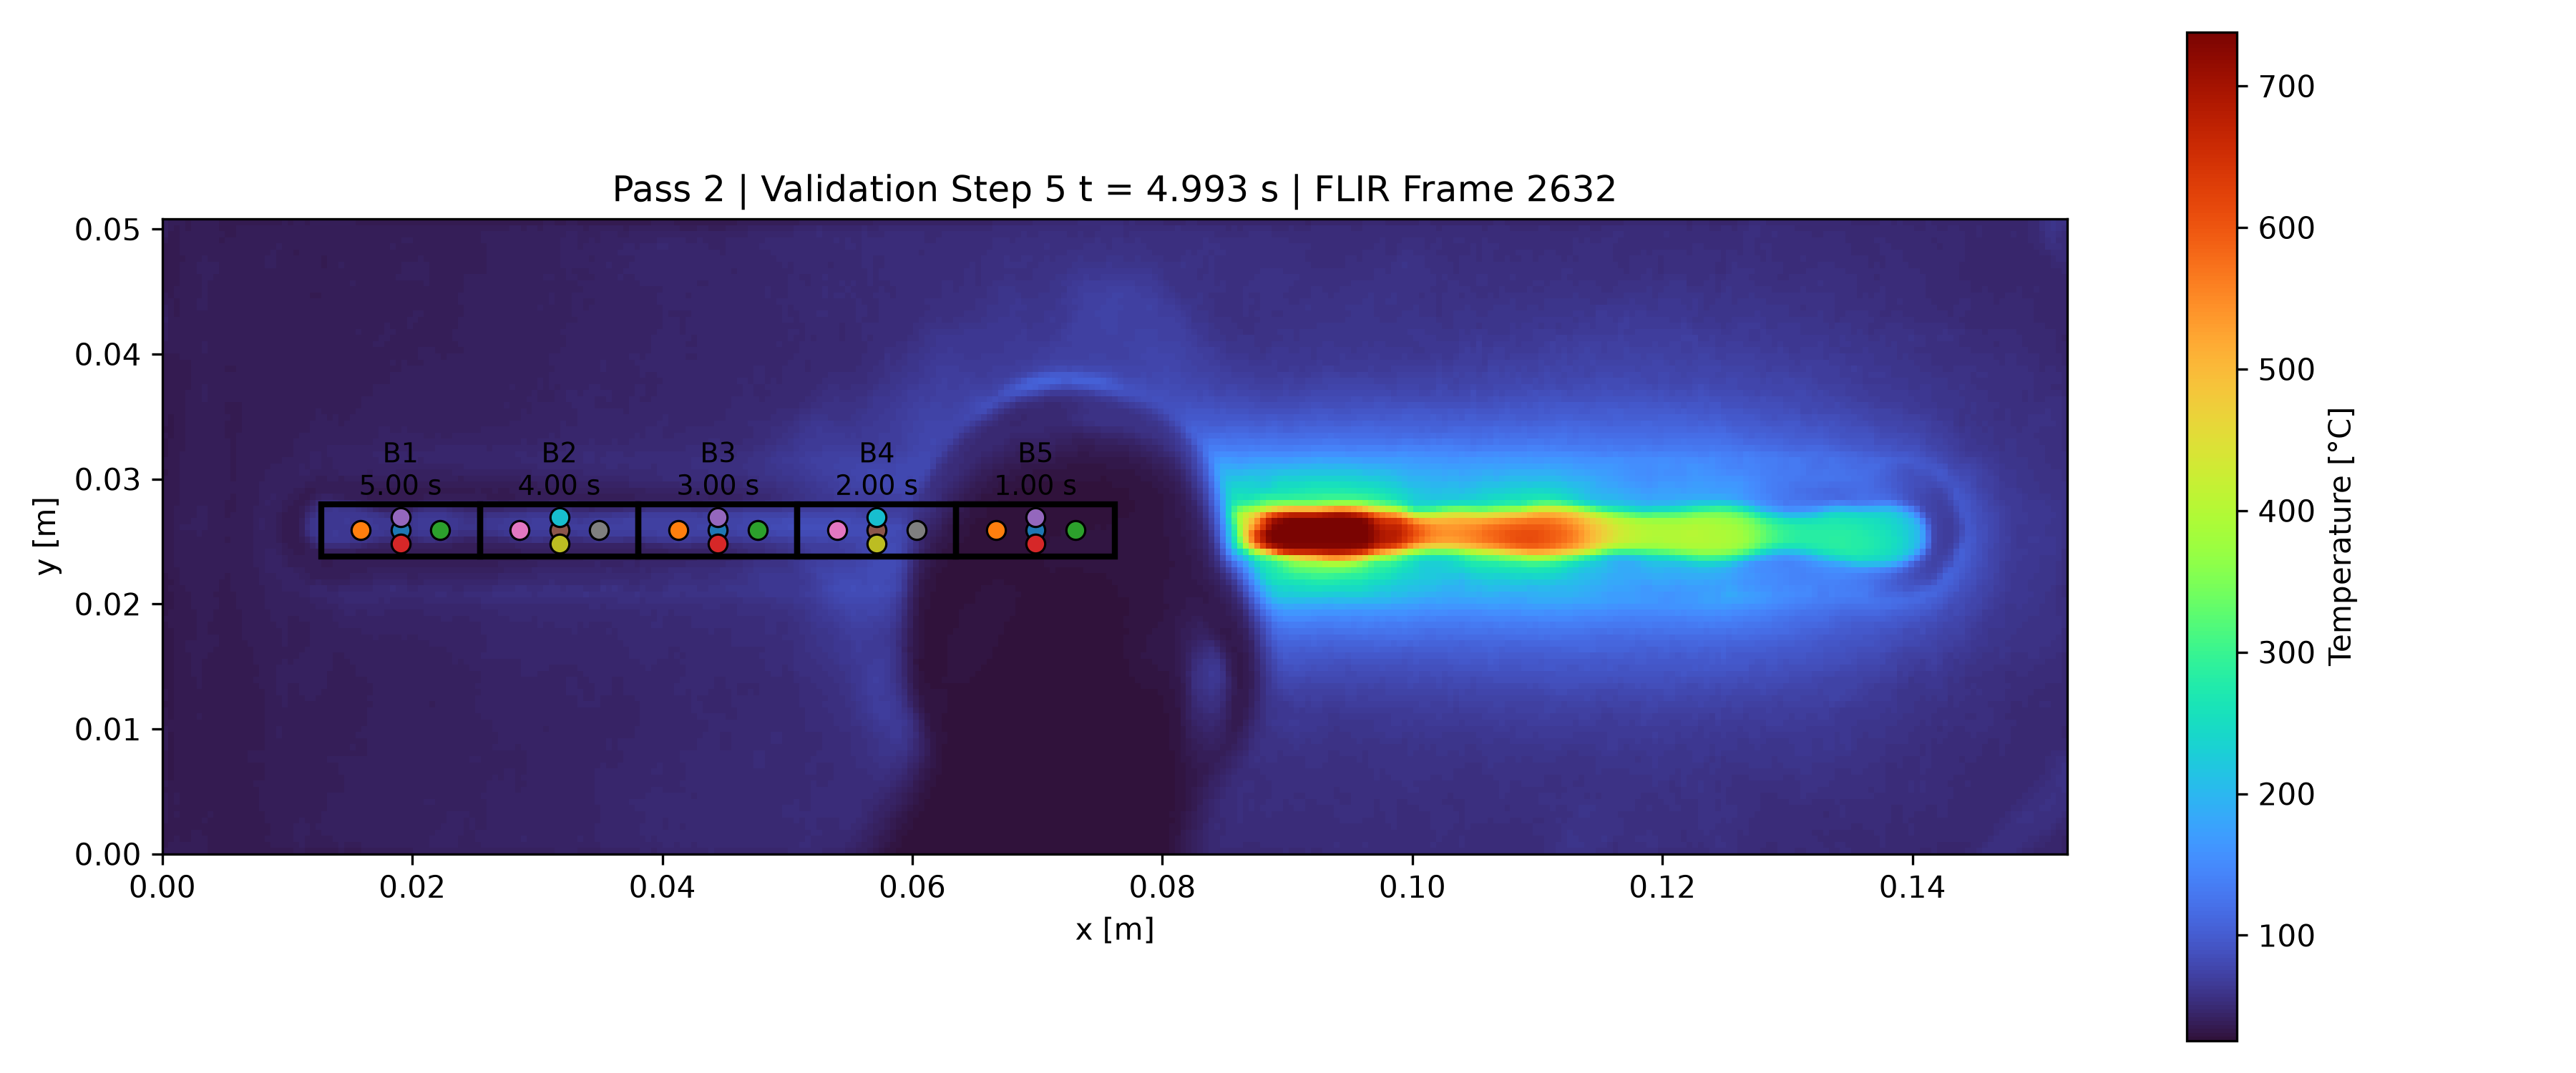 Pass 2 | Validation Step 5 t = 4.993 s | FLIR Frame 2632
0.05
0.04
0.03
0.02
0.01
0.00
y [m]
B1
5.00 s
B2
4.00 s
B3
3.00 s
B4
2.00 s
B5
1.00 s
0.00
0.02
0.04
0.06
0.08
0.10
0.12
0.14
x [m]
700
600
500
400
300
200
100
Temperature [°C]